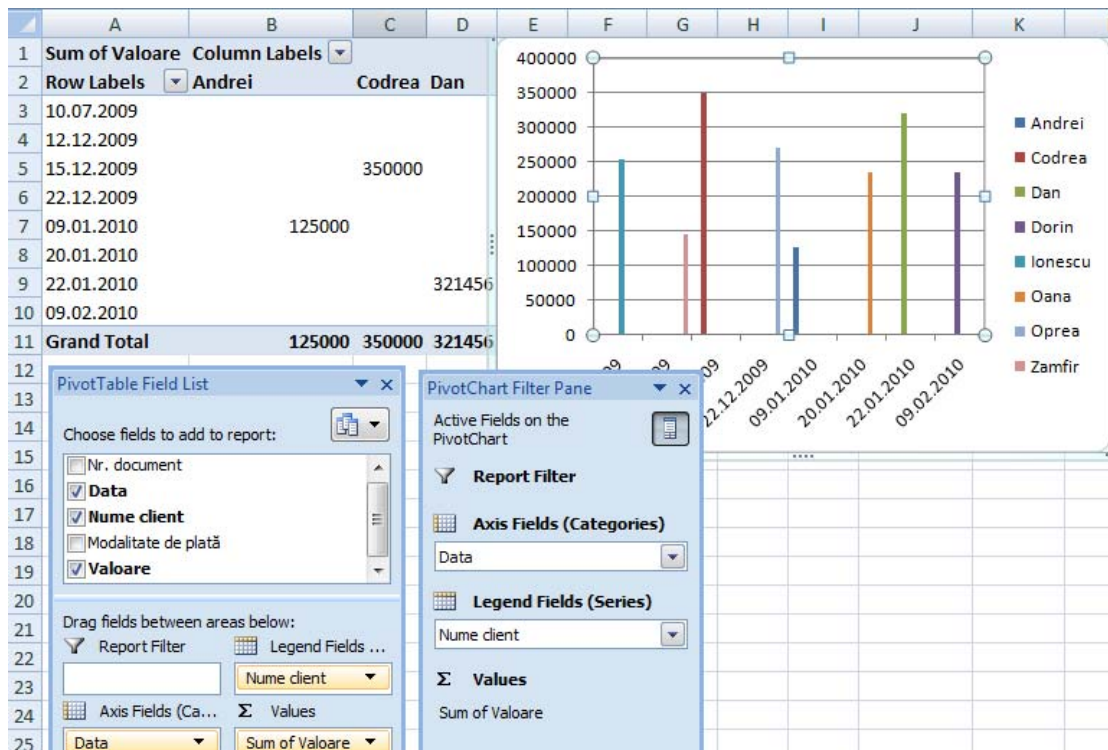 A B C D E F G H I J K
1 Sum of Valoare Column Labels
2 Row Labels Andrei Codrea Dan
3 10.07.2009
4 12.12.2009
5 15.12.2009 350000
6 22.12.2009
7 09.01.2010 125000
8 20.01.2010
9 22.01.2010 321456
10 09.02.2010
11 Grand Total 125000 350000 321456
12
13
14
15
16
17
18
19
20
21
22
23
24
25
400000
350000
300000
250000
200000
150000
100000
50000
0
22.12.2009
09.01.2010
20.01.2010
22.01.2010
09.02.2010
Andrei
Codrea
Dan
Dorin
Ionescu
Oana
Oprea
Zamfir
PivotTable Field List
Choose fields to add to report:
Nr. document
Data
Nume client
Modalitate de plată
Valoare
Drag fields between areas below:
Report Filter Legend Fields ...
Nume client
Axis Fields (Ca... Σ Values
Data Sum of Valoare
PivotChart Filter Pane
Active Fields on the
PivotChart
Report Filter
Axis Fields (Categories)
Data
Legend Fields (Series)
Nume client
Σ Values
Sum of Valoare